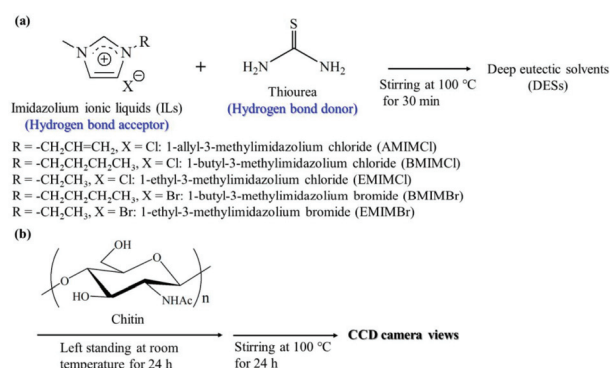 (a)
N
N
R
X⊖
⊕
+
S
H₂N
NH₂
Thiourea
(Hydrogen bond donor)
Imidazolium ionic liquids (ILs)
(Hydrogen bond acceptor)
Stirring at 100 ℃
for 30 min
Deep eutectic solvents
(DESs)
R = -CH₂CH=CH₂, X = Cl: 1-allyl-3-methylimidazolium chloride (AMIMCl)
R = -CH₂CH₂CH₂CH₃, X = Cl: 1-butyl-3-methylimidazolium chloride (BMIMCl)
R = -CH₂CH₃, X = Cl: 1-ethyl-3-methylimidazolium chloride (EMIMCl)
R = -CH₂CH₂CH₂CH₃, X = Br: 1-butyl-3-methylimidazolium bromide (BMIMBr)
R = -CH₂CH₃, X = Br: 1-ethyl-3-methylimidazolium bromide (EMIMBr)
(b)
OH
O
O
HO
NHAc
n
Chitin
Left standing at room
temperature for 24 h
Stirring at 100 ℃
for 24 h
CCD camera views